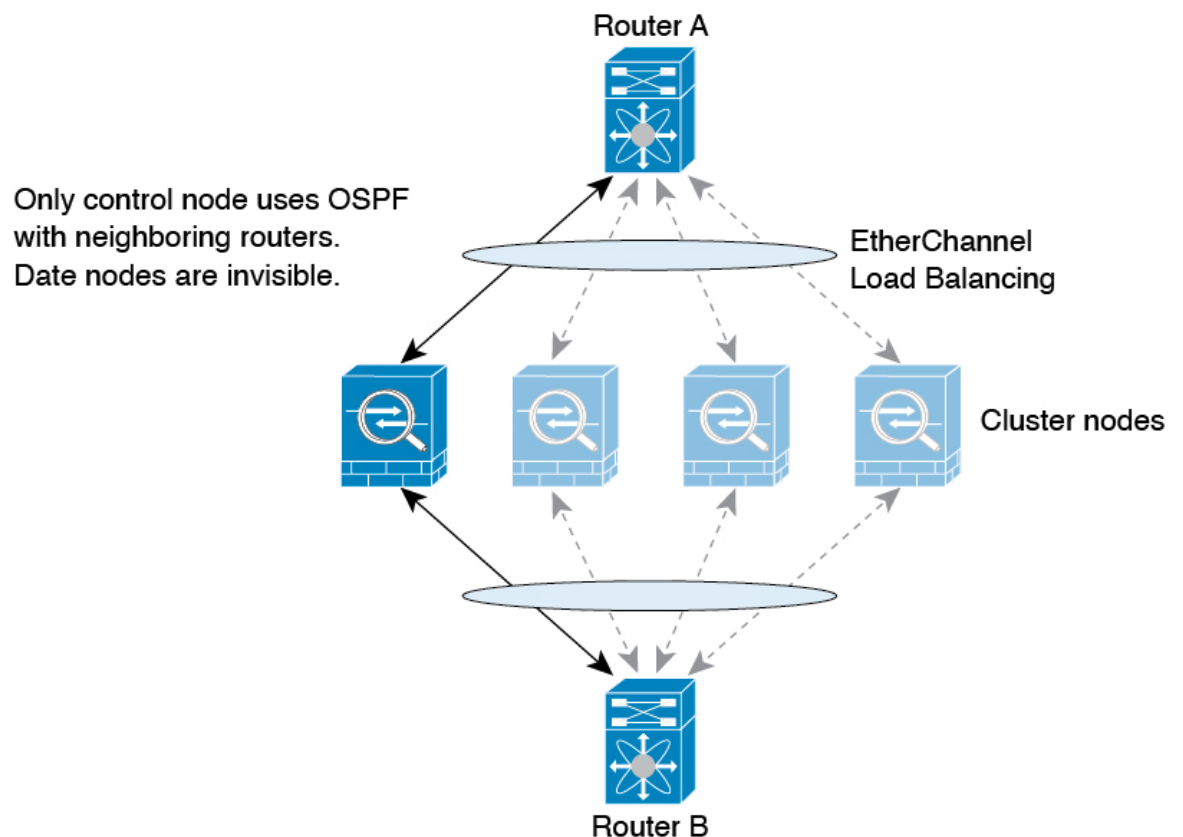 Router A
Only control node uses OSPF
with neighboring routers.
Date nodes are invisible.
EtherChannel
Load Balancing
Cluster nodes
Router B